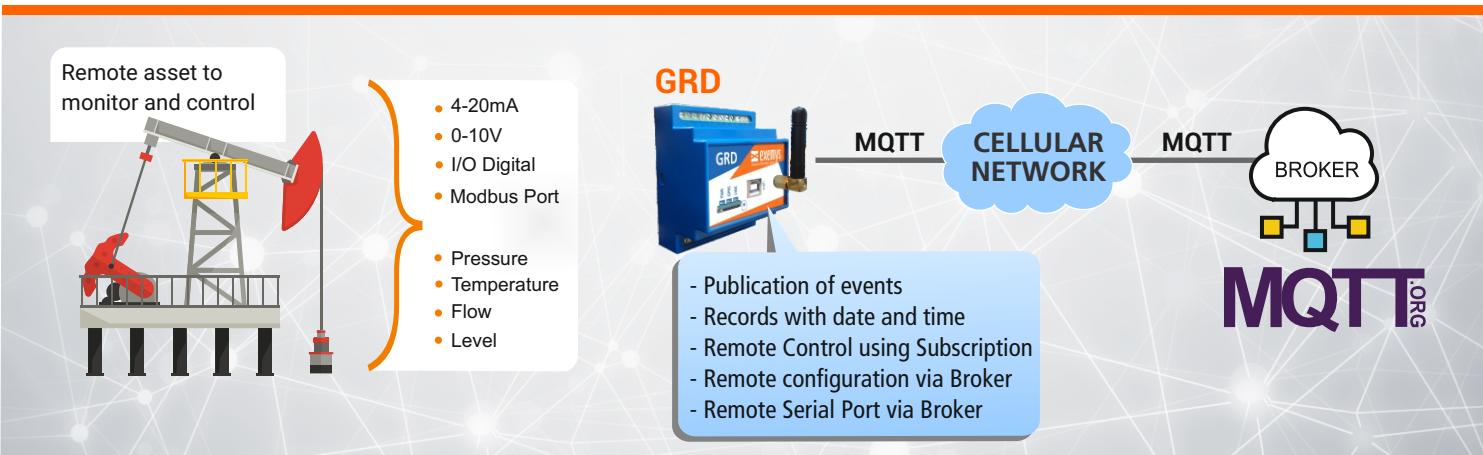 Remote asset to
monitor and control
4-20mA
0-10V
I/O Digital
Modbus Port
Pressure
Temperature
Flow
Level
GRD
GRD exemys
MQTT
CELLULAR
NETWORK
MQTT
BROKER
MQTT.ORG
- Publication of events
- Records with date and time
- Remote Control using Subscription
- Remote configuration via Broker
- Remote Serial Port via Broker